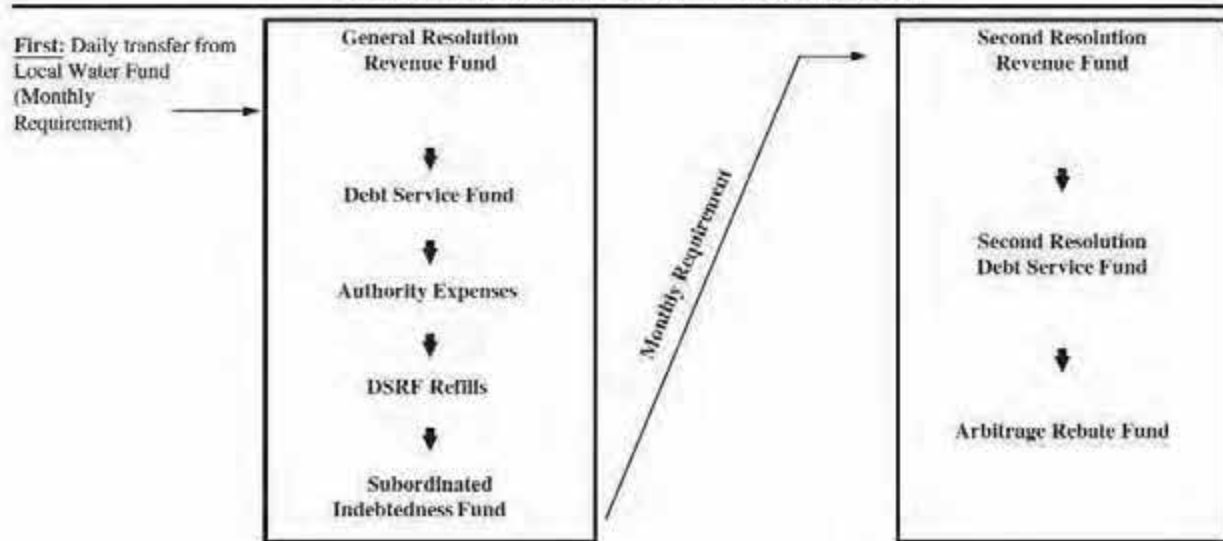 First: Daily transfer from
Local Water Fund
(Monthly
Requirement)
General Resolution
Revenue Fund
Debt Service Fund
Authority Expenses
DSRF Refills
Subordinated
Indebtedness Fund
Monthly Requirement
Second Resolution
Revenue Fund
Second Resolution
Debt Service Fund
Arbitrage Rebate Fund